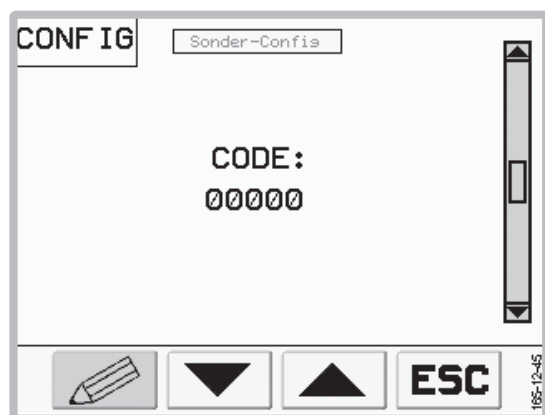 CONFIG
Sonder-Config
CODE:
00000
ESC
165-12-45